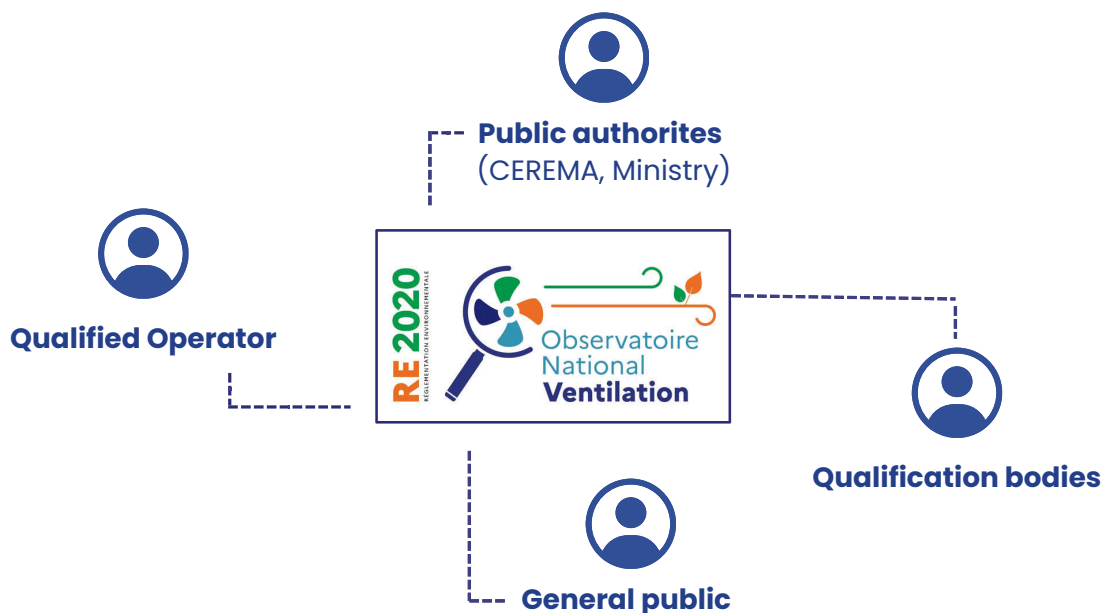 Public authorites
(CEREMA, Ministry)
Qualified Operator
RE 2020
RÉGLEMENTATION ENVIRONNEMENTALE
Observatoire
National
Ventilation
Qualification bodies
General public